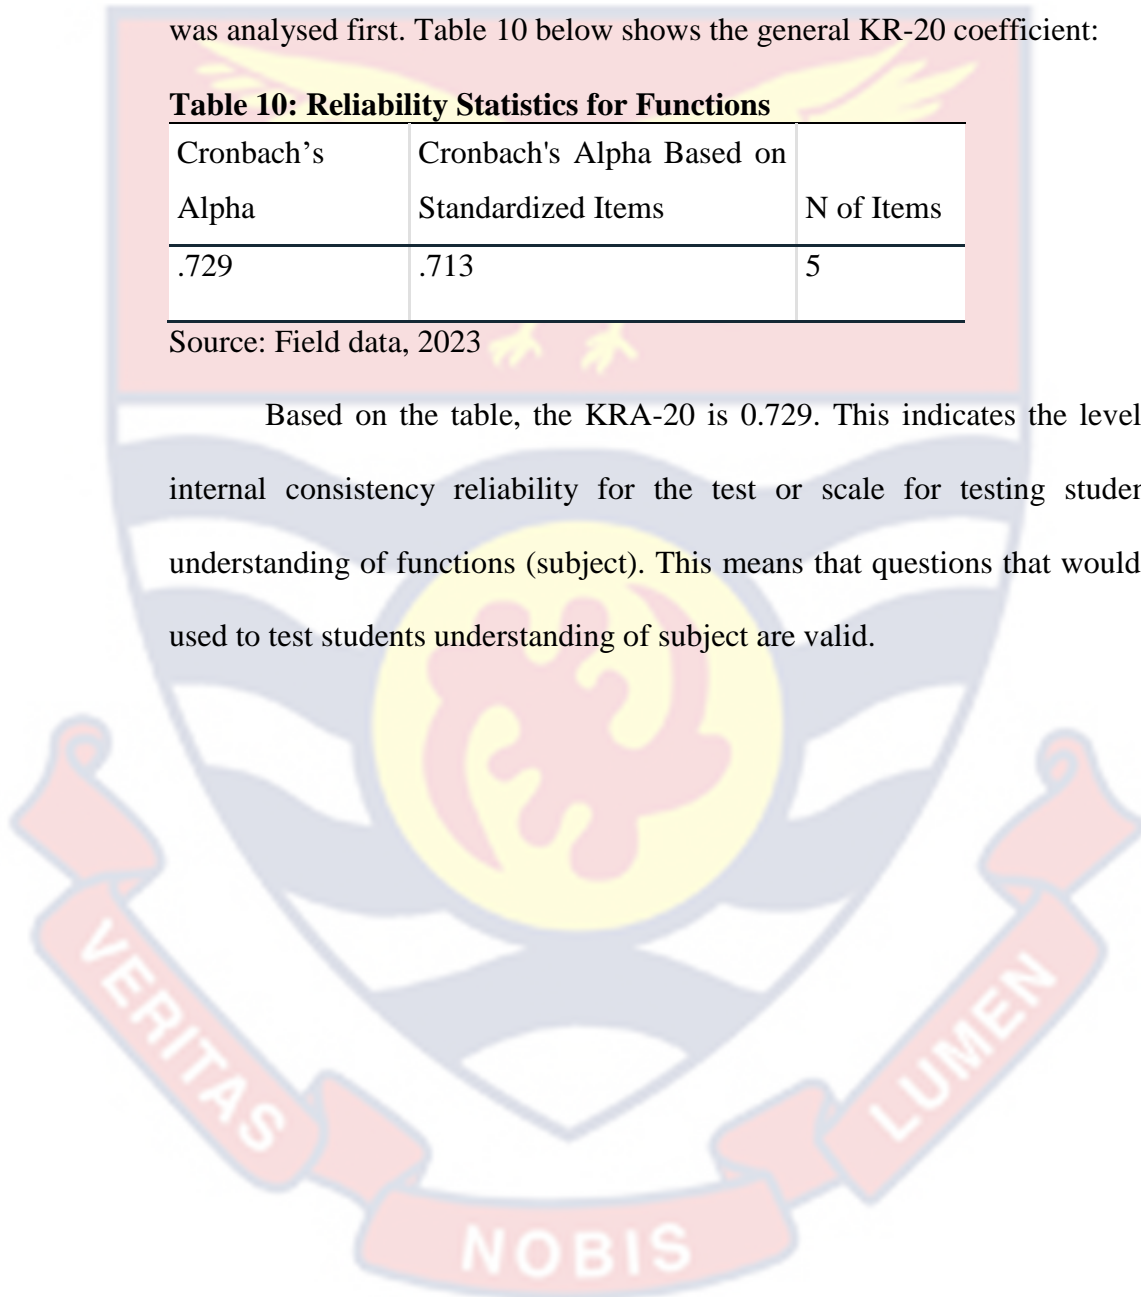 was analysed first. Table 10 below shows the general KR-20 coefficient:
Table 10: Reliability Statistics for Functions
Cronbach’s Alpha
Cronbach's Alpha Based on Standardized Items
N of Items
.729 .713 5
Source: Field data, 2023
Based on the table, the KRA-20 is 0.729. This indicates the level
internal consistency reliability for the test or scale for testing
understanding of functions (subject). This means that questions that would
used to test students understanding of subject are valid.
VERITAS
NOBIS
LUMEN